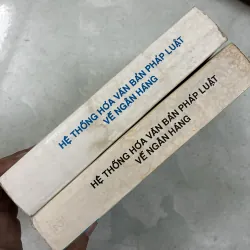 HỆ THỐNG HÓA VĂN BẢN PHÁP LUẬT
VỀ NGÂN HÀNG
HỆ THỐNG HÓA VĂN BẢN PHÁP LUẬT
VỀ NGÂN HÀNG